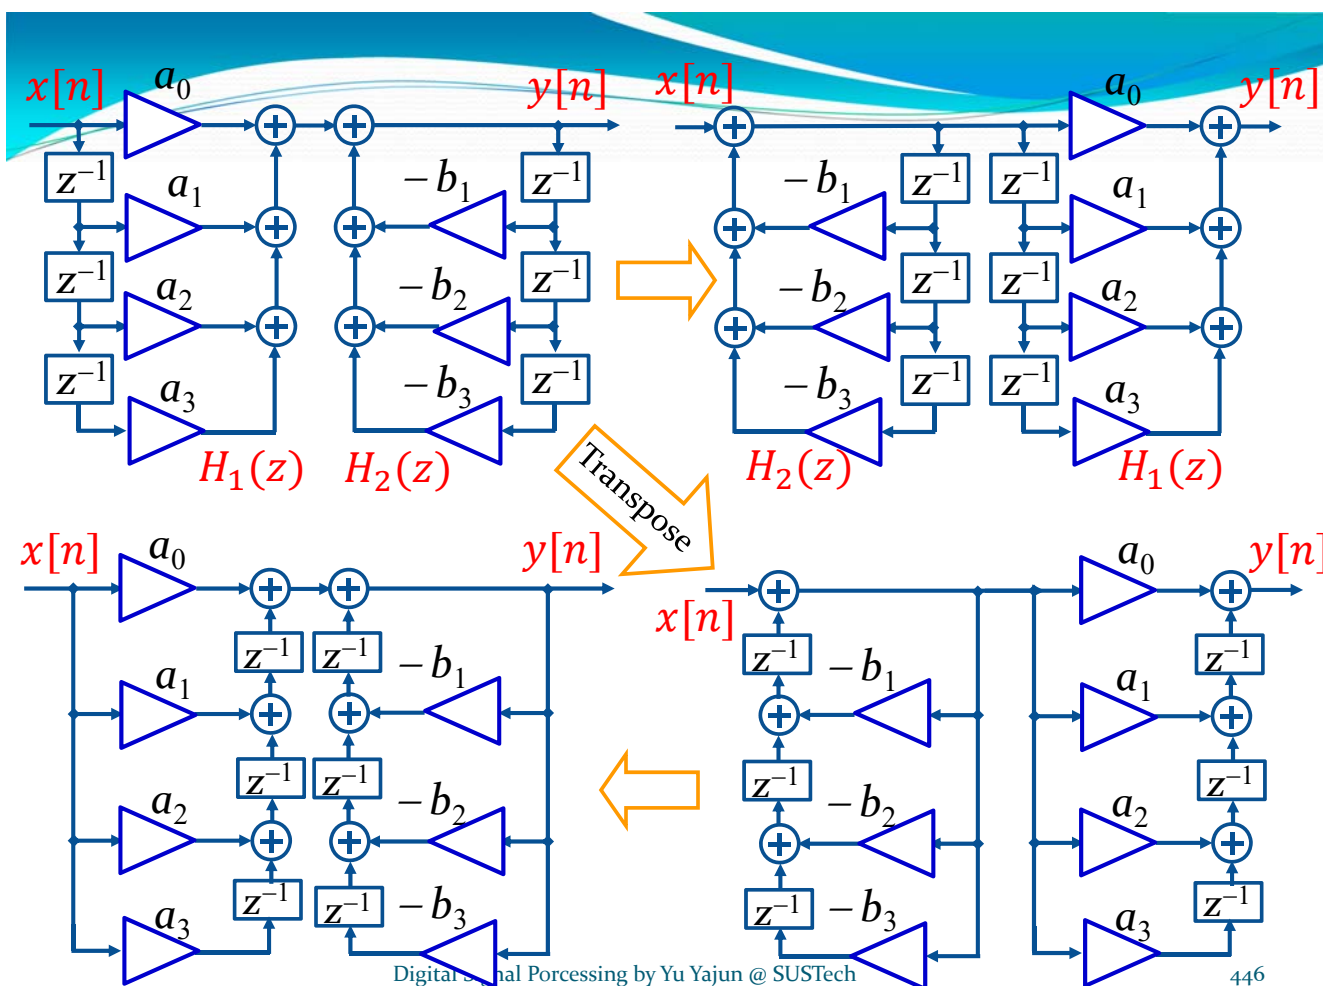 x[n] a₀ y[n]
z⁻¹ a₁ −b₁ z⁻¹
z⁻¹ a₂ −b₂ z⁻¹
z⁻¹ a₃ −b₃ z⁻¹
H₁(z) H₂(z)
x[n] a₀ y[n]
−b₁ z⁻¹ z⁻¹ a₁
−b₂ z⁻¹ z⁻¹ a₂
−b₃ z⁻¹ z⁻¹ a₃
H₂(z) H₁(z)
Transpose
x[n] a₀ y[n]
z⁻¹ z⁻¹
a₁ −b₁
z⁻¹ z⁻¹
a₂ −b₂
z⁻¹ z⁻¹
a₃ −b₃
x[n] a₀ y[n]
z⁻¹ z⁻¹
−b₁ a₁
z⁻¹ z⁻¹
−b₂ a₂
z⁻¹ z⁻¹
−b₃ a₃
Digital Signal Porcessing by Yu Yajun @ SUSTech 446